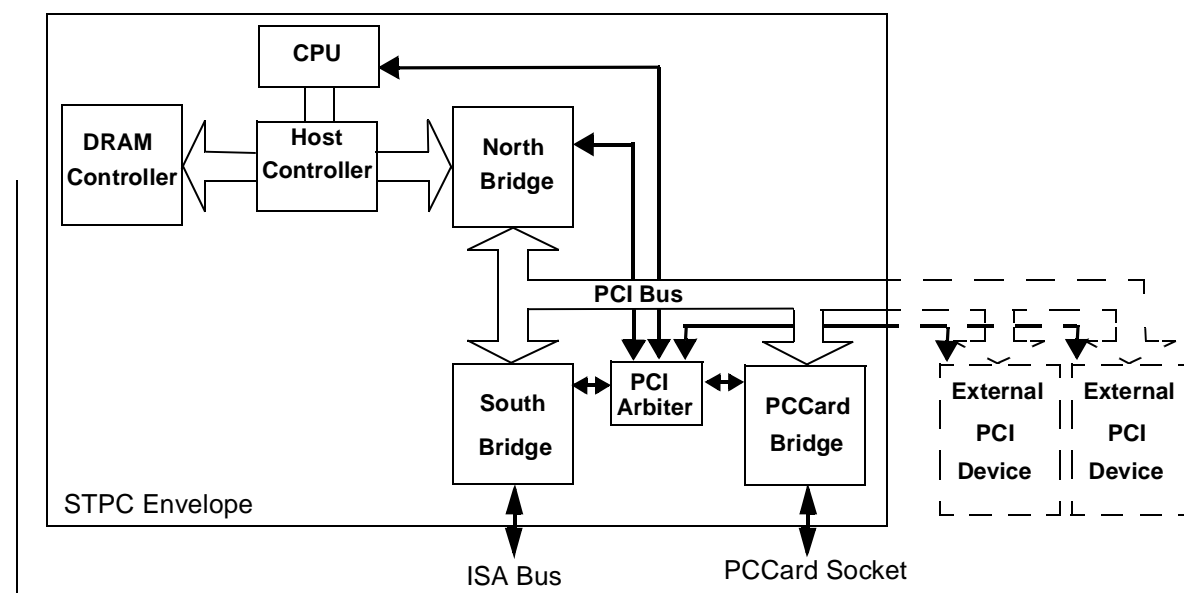 CPU
DRAM
Controller
Host
Controller
North
Bridge
PCI Bus
South
Bridge
PCI
Arbiter
PCCard
Bridge
External
PCI
Device
External
PCI
Device
STPC Envelope
ISA Bus
PCCard Socket